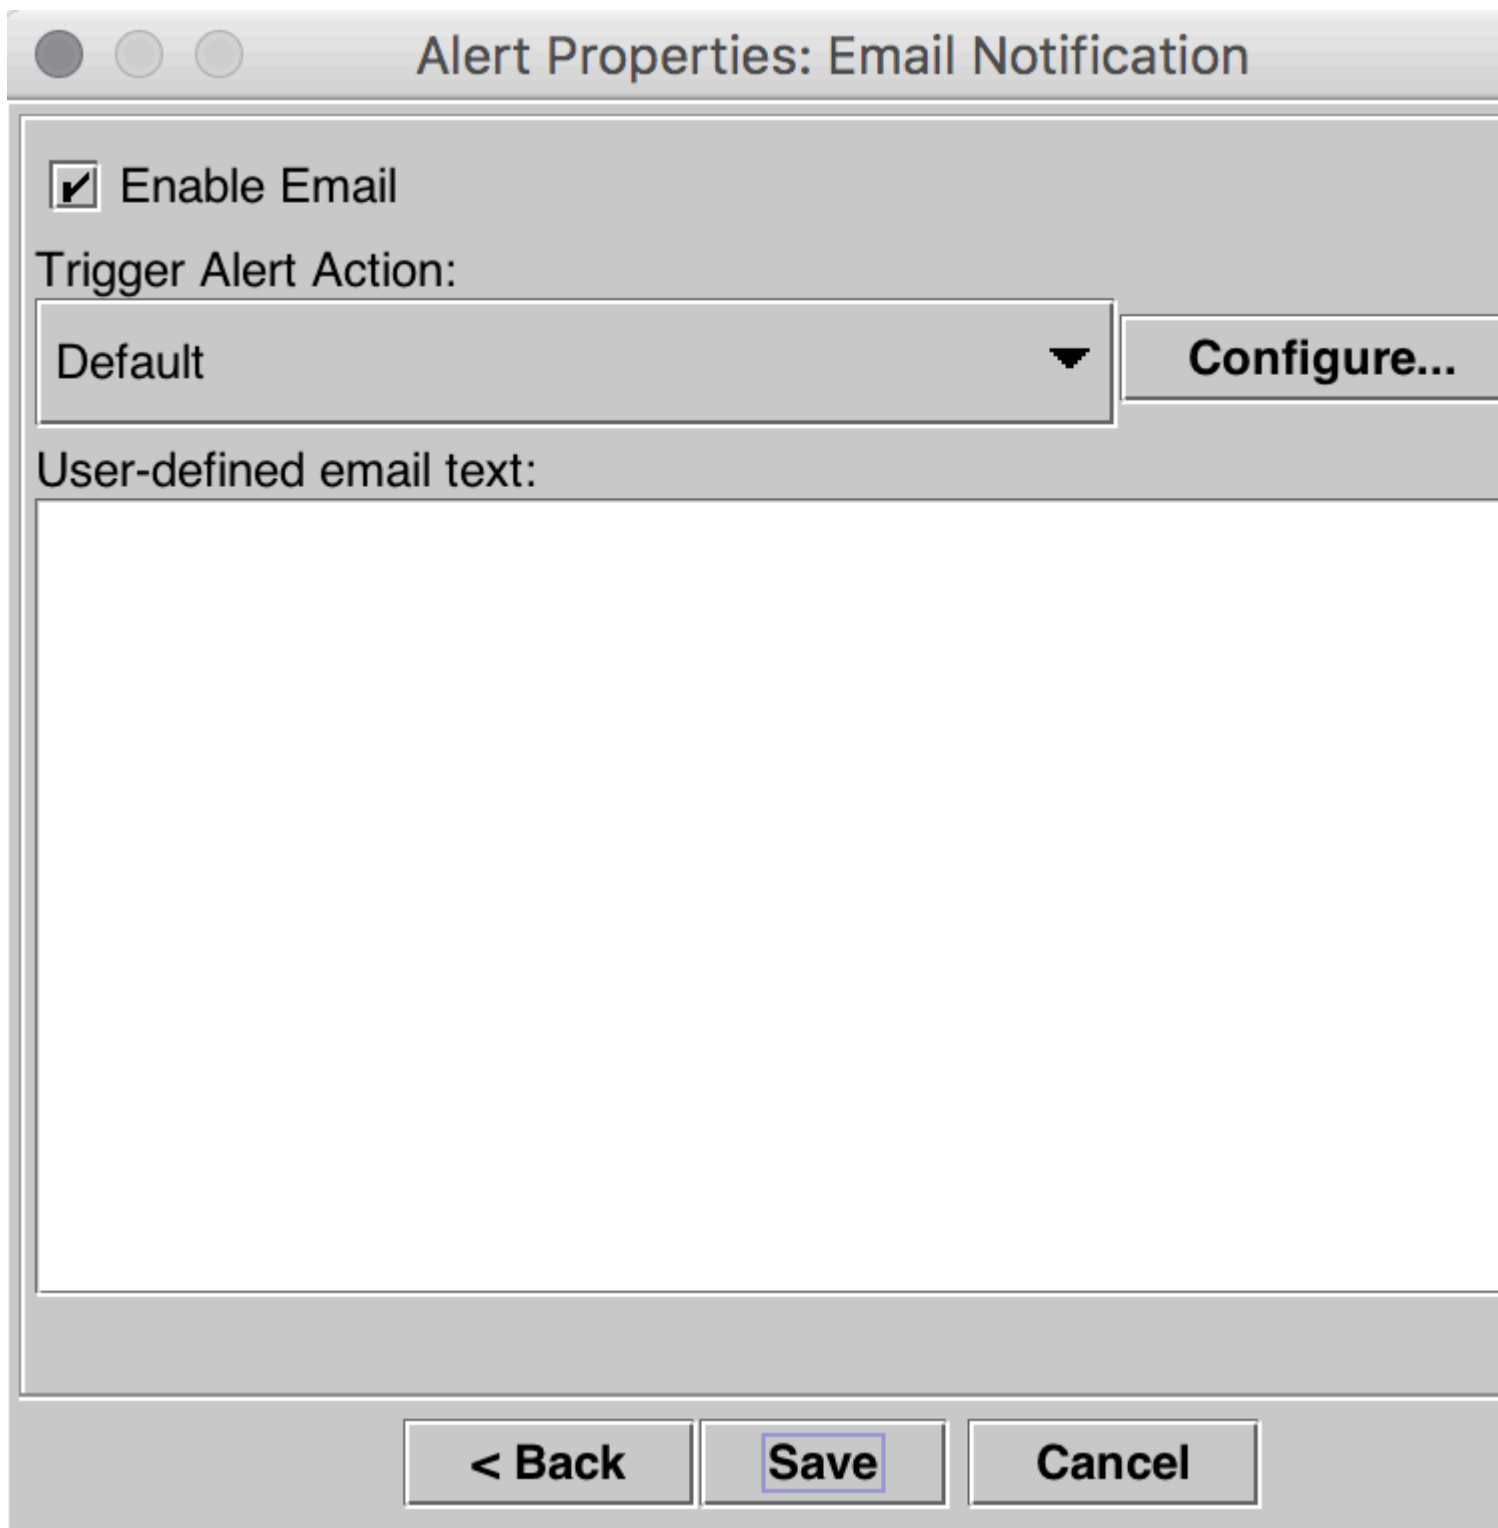 Alert Properties: Email Notification
Enable Email
Trigger Alert Action:
Default
Configure...
User-defined email text:
< Back
Save
Cancel